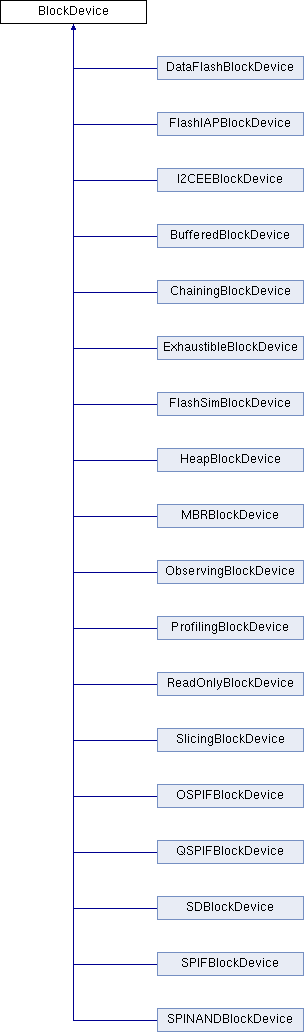 BlockDevice
DataFlashBlockDevice
FlashIAPBlockDevice
I2CEEBlockDevice
BufferedBlockDevice
ChainingBlockDevice
ExhaustibleBlockDevice
FlashSimBlockDevice
HeapBlockDevice
MBRBlockDevice
ObservingBlockDevice
ProfilingBlockDevice
ReadOnlyBlockDevice
SlicingBlockDevice
OSPIFBlockDevice
QSPIFBlockDevice
SDBlockDevice
SPIFBlockDevice
SPINANDBlockDevice